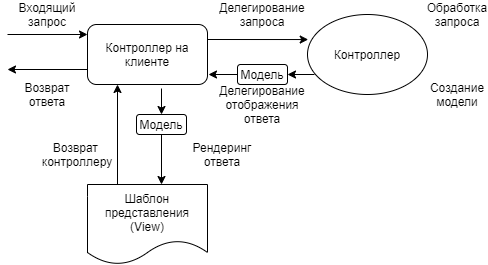 Входящий
запрос
Делегирование
запроса
Обработка
запроса
Контроллер на
клиенте
Контроллер
Модель
Возврат
ответа
Делегирование
отображения
ответа
Создание
модели
Модель
Возврат
контроллеру
Рендеринг
ответа
Шаблон
представления
(View)